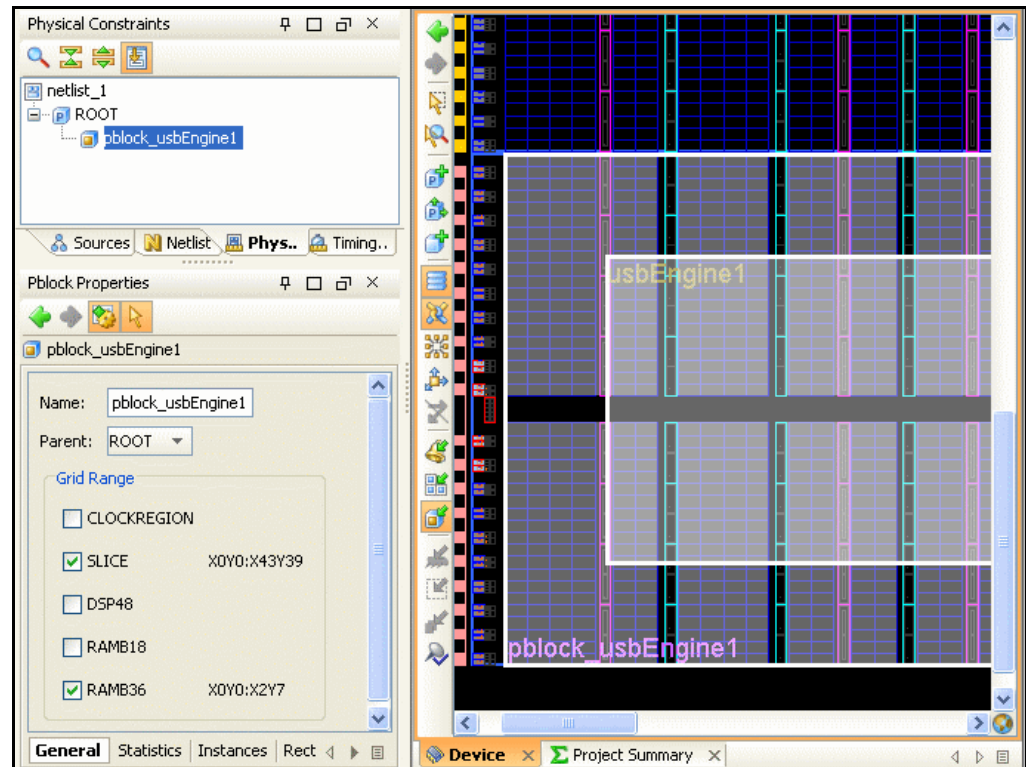 Physical Constraints
netlist_1
ROOT
pblock_usbEngine1
Sources Netlist Phys.. Timing..
Pblock Properties
pblock_usbEngine1
Name: pblock_usbEngine1
Parent: ROOT
Grid Range
CLOCKREGION
SLICE X0Y0:X43Y39
DSP48
RAMB18
RAMB36 X0Y0:X2Y7
General Statistics Instances Rect
usbEngine1
pblock_usbEngine1
Device Project Summary